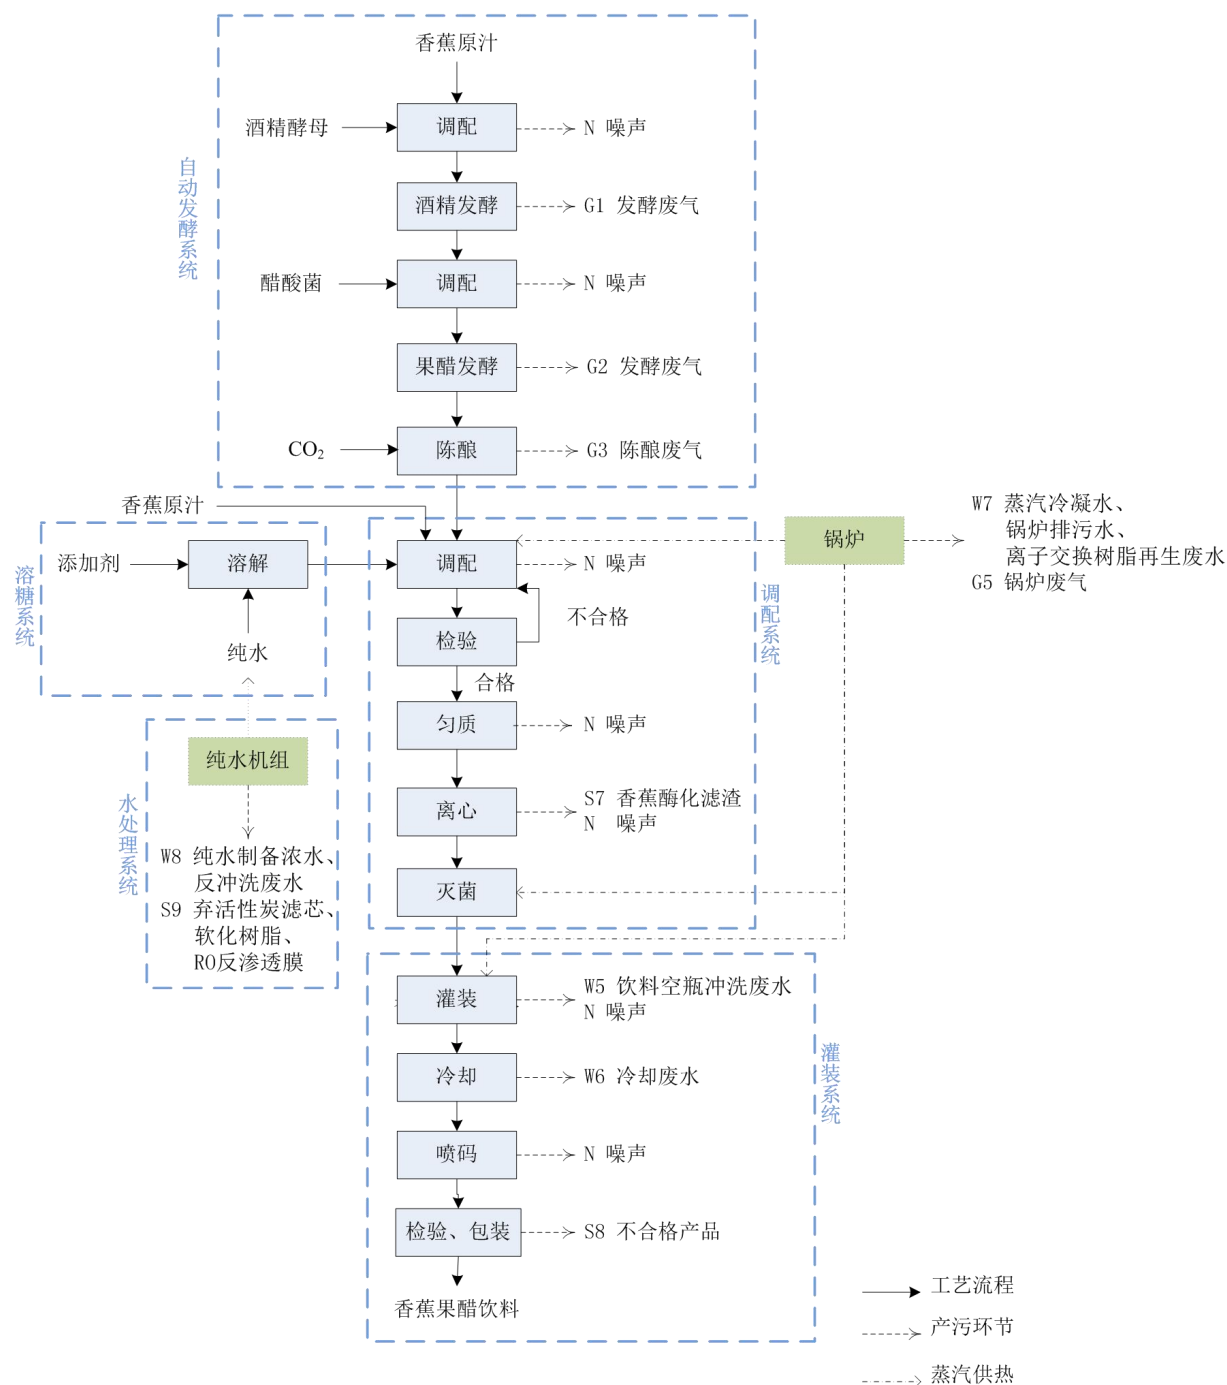 香蕉原汁
酒精酵母
调配
N 噪声
自动发酵系统
酒精发酵
G1 发酵废气
醋酸菌
调配
N 噪声
果醋发酵
G2 发酵废气
CO₂
陈酿
G3 陈酿废气
香蕉原汁
添加剂
溶解
溶糖系统
纯水
调配
N 噪声
调配系统
锅炉
W7 蒸汽冷凝水、
锅炉排污水、
离子交换树脂再生废水
G5 锅炉废气
不合格
检验
合格
匀质
N 噪声
纯水机组
水处理系统
W8 纯水制备浓水、
反冲洗废水
S9 弃活性炭滤芯、
软化树脂、
RO反渗透膜
离心
S7 香蕉酶化滤渣
N 噪声
灭菌
灌装
W5 饮料空瓶冲洗废水
N 噪声
灌装系统
冷却
W6 冷却废水
喷码
N 噪声
检验、包装
S8 不合格产品
香蕉果醋饮料
工艺流程
产污环节
蒸汽供热